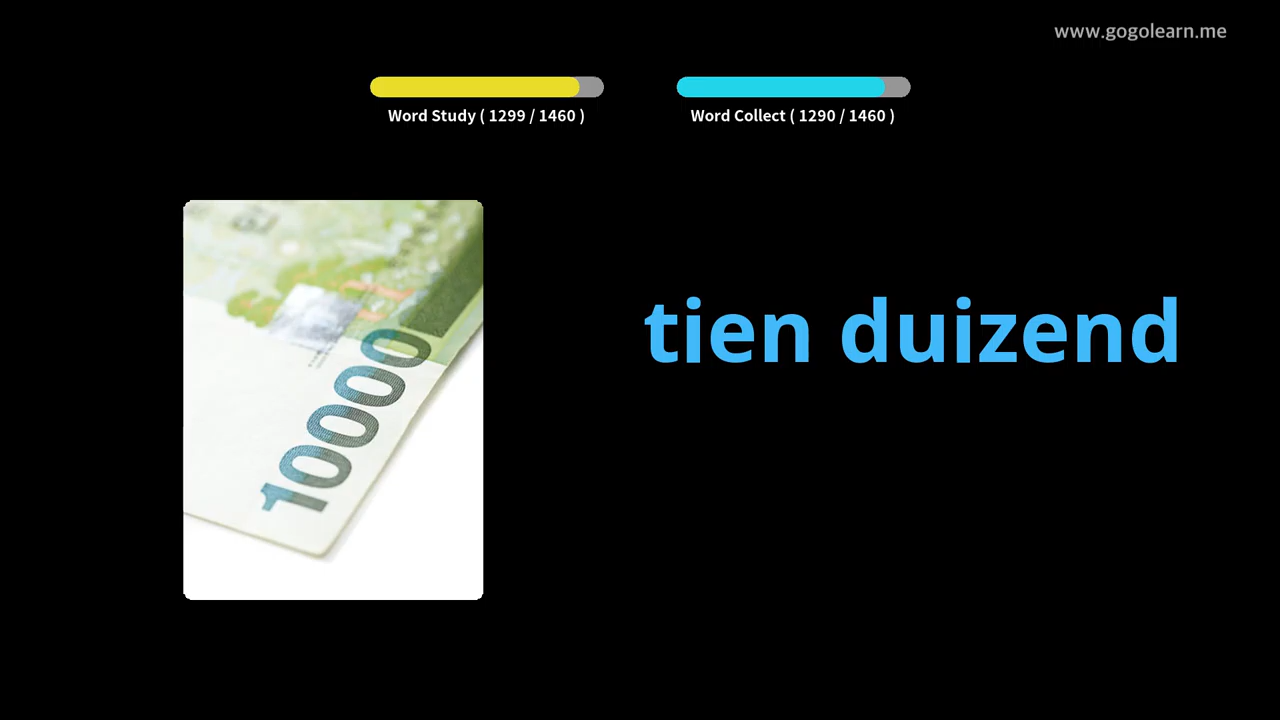 www.gogolearn.me
Word Study ( 1299 / 1460 )
Word Collect ( 1290 / 1460 )
10000
tien duizend